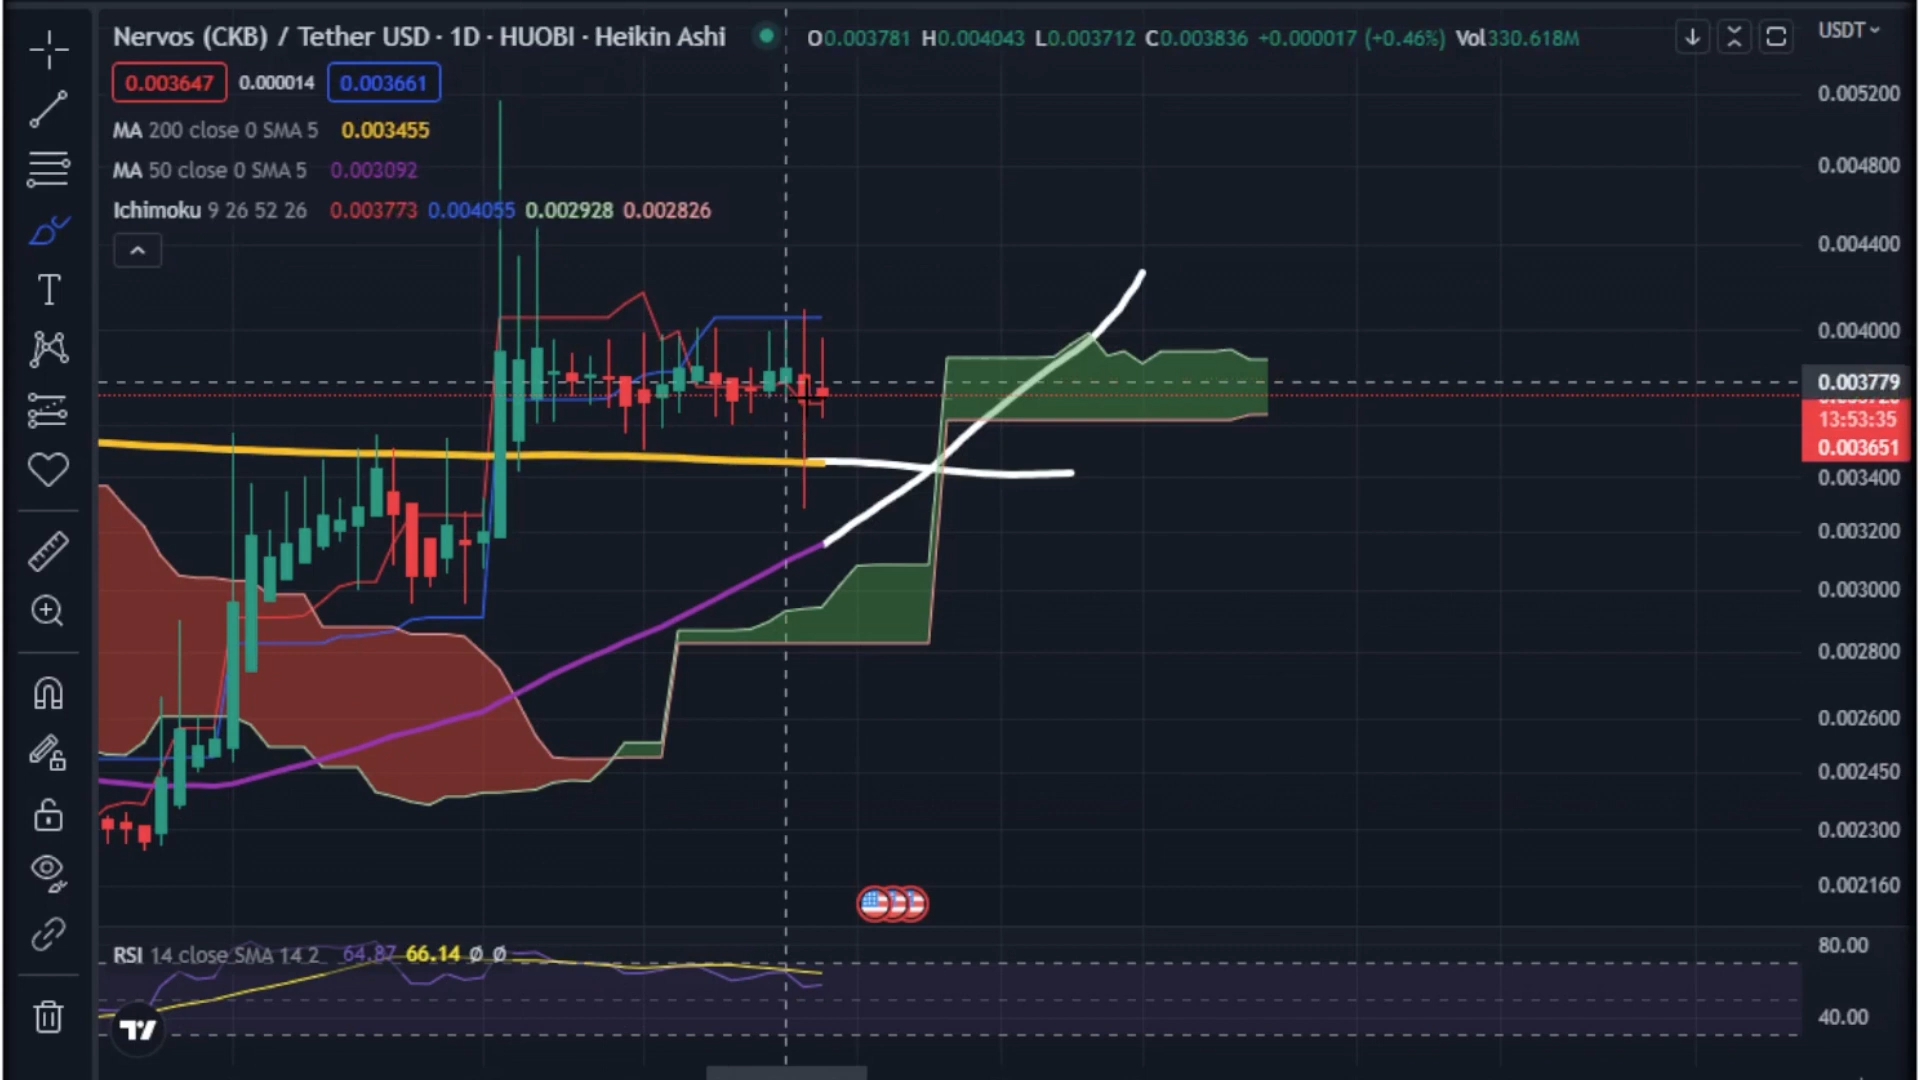 Nervos (CKB) / Tether USD · 1D · HUOBI · Heikin Ashi O0.003781 H0.004043 L0.003712 C0.003836 +0.000017 (+0.46%) Vol330.618M USDT
0.003647 0.000014 0.003661
MA 200 close 0 SMA 5 0.003455
MA 50 close 0 SMA 5 0.003092
Ichimoku 9 26 52 26 0.003773 0.004055 0.002928 0.002826
T
0.005200
0.004800
0.004400
0.004000
0.003779
13:53:35
0.003651
0.003400
0.003200
0.003000
0.002800
0.002600
0.002450
0.002300
0.002160
RSI 14 close SMA 14 2 64.87 66.14 Ø Ø
80.00
40.00